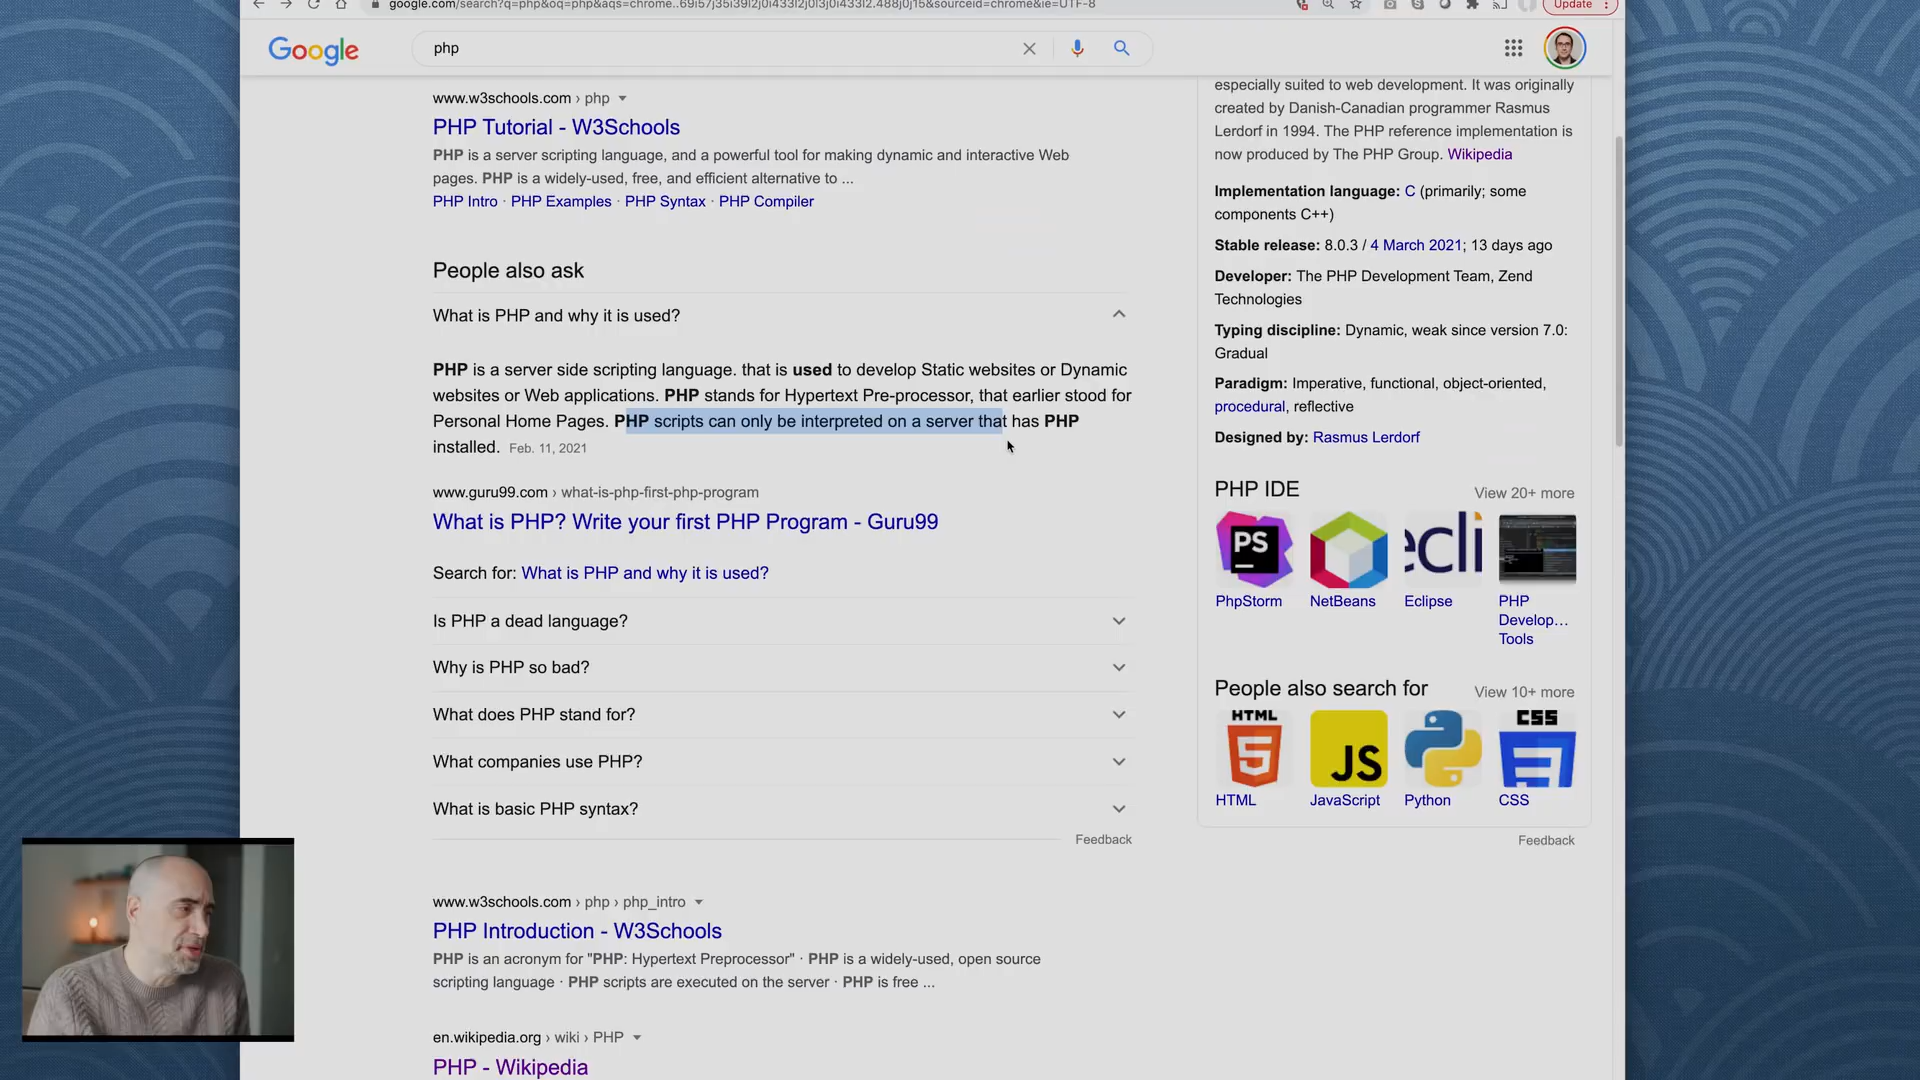 google.com/search?q=php&oq=php&aqs=chrome..69i57j35i39l2j0i433l2j0l3j0i433l2.488j0j15&sourceid=chrome&ie=UTF-8
Update
Google
php
www.w3schools.com › php
PHP Tutorial - W3Schools
PHP is a server scripting language, and a powerful tool for making dynamic and interactive Web
pages. PHP is a widely-used, free, and efficient alternative to ...
PHP Intro · PHP Examples · PHP Syntax · PHP Compiler
People also ask
What is PHP and why it is used?
PHP is a server side scripting language. that is used to develop Static websites or Dynamic
websites or Web applications. PHP stands for Hypertext Pre-processor, that earlier stood for
Personal Home Pages. PHP scripts can only be interpreted on a server that has PHP
installed. Feb. 11, 2021
www.guru99.com › what-is-php-first-php-program
What is PHP? Write your first PHP Program - Guru99
Search for: What is PHP and why it is used?
Is PHP a dead language?
Why is PHP so bad?
What does PHP stand for?
What companies use PHP?
What is basic PHP syntax?
Feedback
www.w3schools.com › php › php_intro
PHP Introduction - W3Schools
PHP is an acronym for "PHP: Hypertext Preprocessor" · PHP is a widely-used, open source
scripting language · PHP scripts are executed on the server · PHP is free ...
en.wikipedia.org › wiki › PHP
PHP - Wikipedia
especially suited to web development. It was originally
created by Danish-Canadian programmer Rasmus
Lerdorf in 1994. The PHP reference implementation is
now produced by The PHP Group. Wikipedia
Implementation language: C (primarily; some
components C++)
Stable release: 8.0.3 / 4 March 2021; 13 days ago
Developer: The PHP Development Team, Zend
Technologies
Typing discipline: Dynamic, weak since version 7.0:
Gradual
Paradigm: Imperative, functional, object-oriented,
procedural, reflective
Designed by: Rasmus Lerdorf
PHP IDE
View 20+ more
PS
ecli
PhpStorm
NetBeans
Eclipse
PHP
Develop...
Tools
People also search for
View 10+ more
HTML
5
JS
CSS
HTML
JavaScript
Python
CSS
Feedback